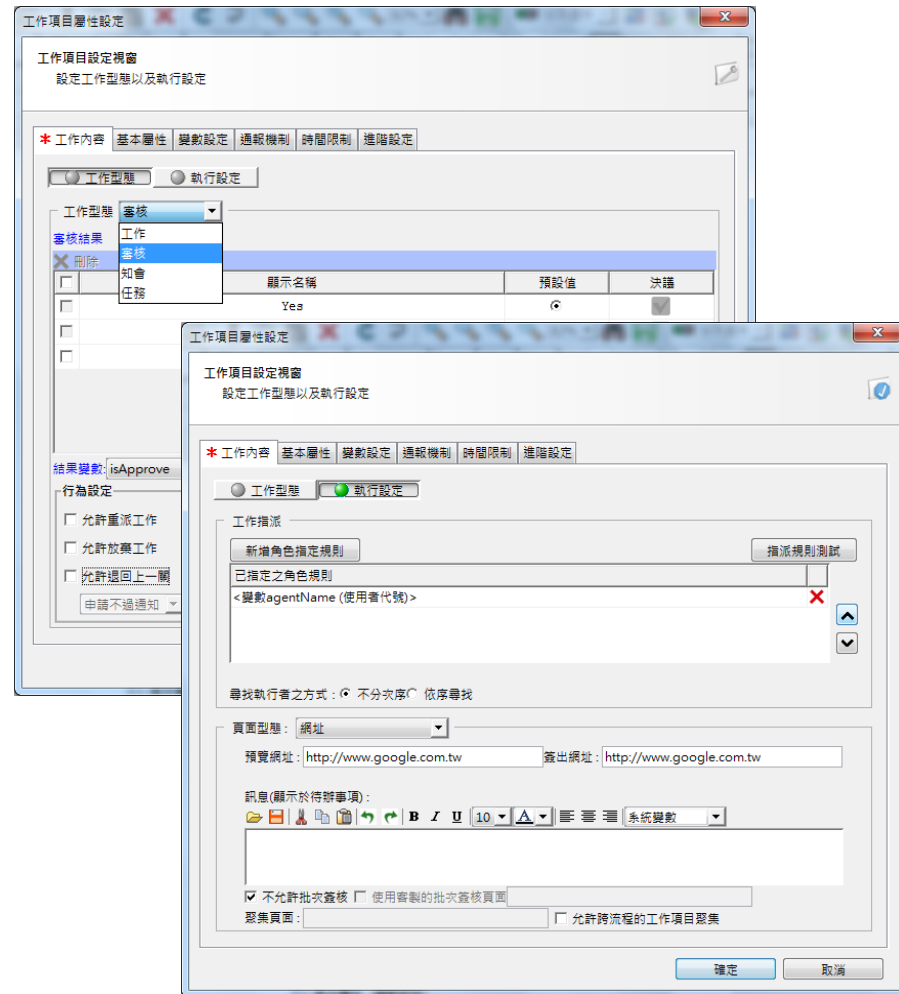 工作項目屬性設定
工作項目設定視窗
設定工作型態以及執行設定
* 工作內容 基本屬性 變數設定 通報機制 時間限制 進階設定
工作型態 執行設定
工作型態 審核
工作
審核
知會
任務
審核結果
刪除
顯示名稱 預設值 決議
Yes
結果變數: isApprove
行為設定
允許重派工作
允許放棄工作
允許退回上一關
申請不過通知
工作項目屬性設定
工作項目設定視窗
設定工作型態以及執行設定
* 工作內容 基本屬性 變數設定 通報機制 時間限制 進階設定
工作型態 執行設定
工作指派
新增角色指定規則 指派規則測試
已指定之角色規則
<變數agentName (使用者代號)>
尋找執行者之方式 : 不分次序 依序尋找
頁面型態 : 網址
預覽網址 : http://www.google.com.tw 簽出網址 : http://www.google.com.tw
訊息(顯示於待辦事項) :
B I U 10 A 系統變數
不允許批次簽核 使用客製的批次簽核頁面
聚集頁面 : 允許跨流程的工作項目聚集
確定 取消